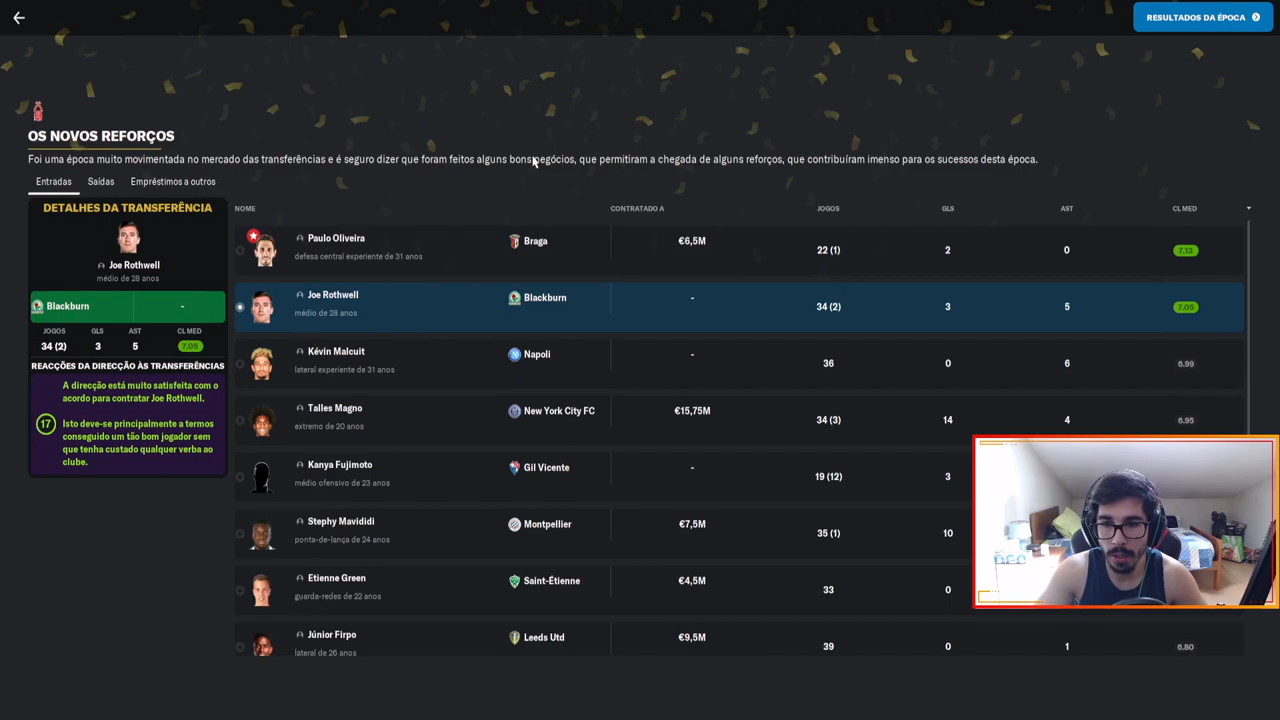 RESULTADOS DA ÉPOCA
OS NOVOS REFORÇOS
Foi uma época muito movimentada no mercado das transferências e é seguro dizer que foram feitos alguns bons negócios, que permitiram a chegada de alguns reforços, que contribuíram imenso para os sucessos desta época.
Entradas Saídas Empréstimos a outros
DETALHES DA TRANSFERÊNCIA
Joe Rothwell
médio de 28 anos
Blackburn -
JOGOS GLS AST CL MED
34 (2) 3 5 7.05
REACÇÕES DA DIRECÇÃO ÀS TRANSFERÊNCIAS
A direcção está muito satisfeita com o
acordo para contratar Joe Rothwell.
17
Isto deve-se principalmente a termos
conseguido um tão bom jogador sem
que tenha custado qualquer verba ao
clube.
NOME CONTRATADO A JOGOS GLS AST CL MED
Paulo Oliveira Braga €6,5M 22 (1) 2 0 7.13
defesa central experiente de 31 anos
Joe Rothwell Blackburn - 34 (2) 3 5 7.05
médio de 28 anos
Kévin Malcuit Napoli - 36 0 6 6.99
lateral experiente de 31 anos
Talles Magno New York City FC €15,75M 34 (3) 14 4 6.95
extremo de 20 anos
Kanya Fujimoto Gil Vicente - 19 (12) 3
médio ofensivo de 23 anos
Stephy Mavididi Montpellier €7,5M 35 (1) 10
ponta-de-lança de 24 anos
Etienne Green Saint-Étienne €4,5M 33 0
guarda-redes de 22 anos
Júnior Firpo Leeds Utd €9,5M 39 0 1 6.80
lateral de 26 anos